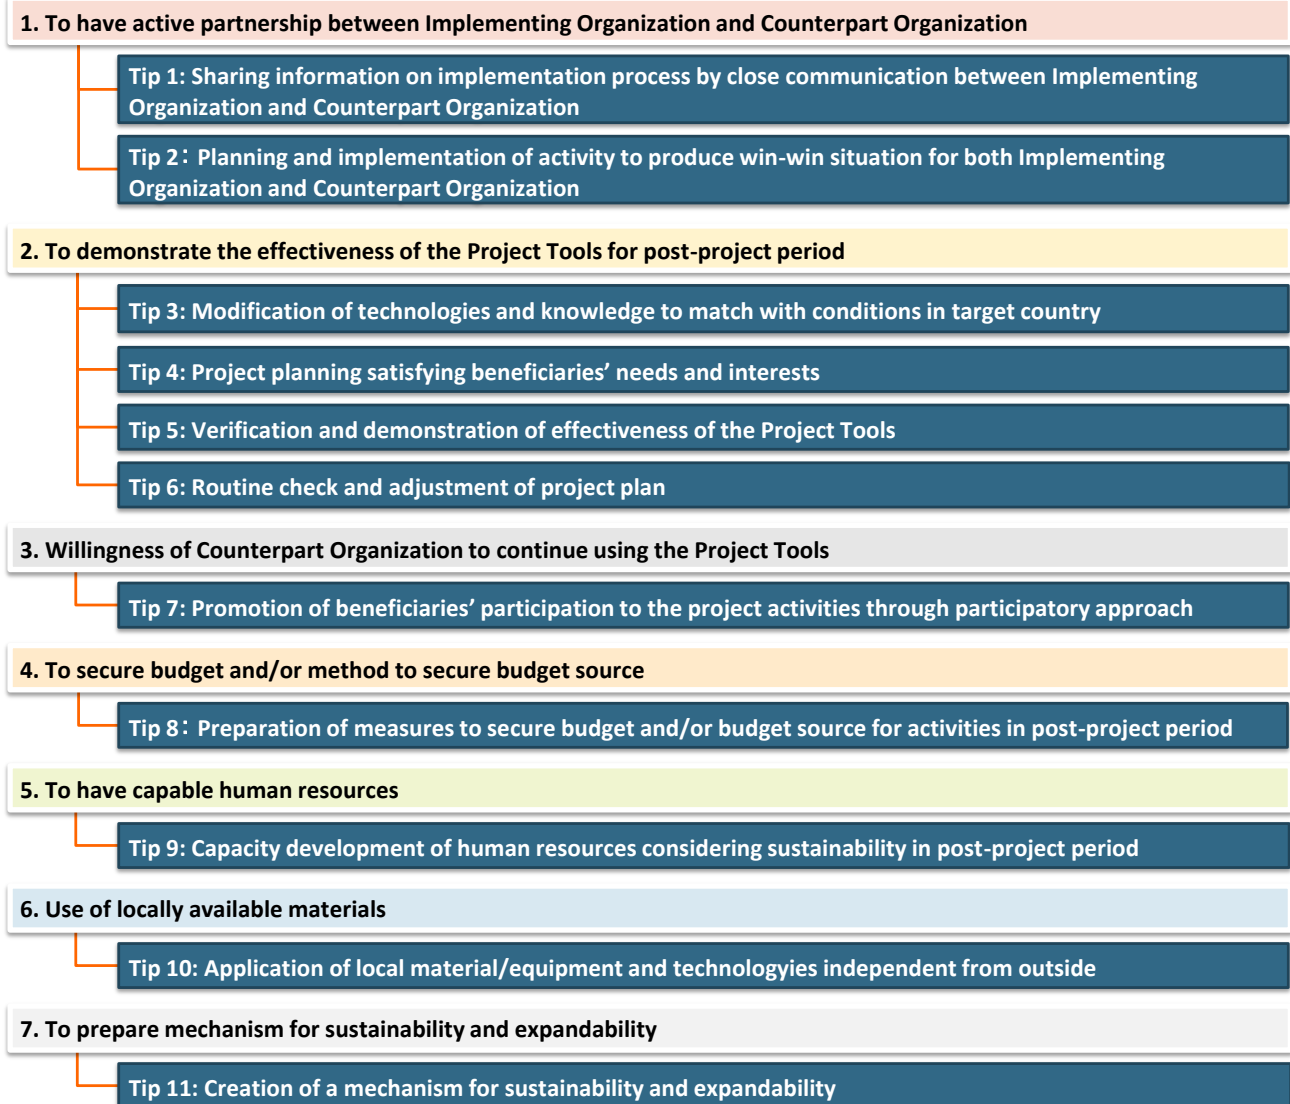 1. To have active partnership between Implementing Organization and Counterpart Organization
Tip 1: Sharing information on implementation process by close communication between Implementing
Organization and Counterpart Organization
Tip 2： Planning and implementation of activity to produce win-win situation for both Implementing
Organization and Counterpart Organization
2. To demonstrate the effectiveness of the Project Tools for post-project period
Tip 3: Modification of technologies and knowledge to match with conditions in target country
Tip 4: Project planning satisfying beneficiaries’ needs and interests
Tip 5: Verification and demonstration of effectiveness of the Project Tools
Tip 6: Routine check and adjustment of project plan
3. Willingness of Counterpart Organization to continue using the Project Tools
Tip 7: Promotion of beneficiaries’ participation to the project activities through participatory approach
4. To secure budget and/or method to secure budget source
Tip 8： Preparation of measures to secure budget and/or budget source for activities in post-project period
5. To have capable human resources
Tip 9: Capacity development of human resources considering sustainability in post-project period
6. Use of locally available materials
Tip 10: Application of local material/equipment and technologyies independent from outside
7. To prepare mechanism for sustainability and expandability
Tip 11: Creation of a mechanism for sustainability and expandability